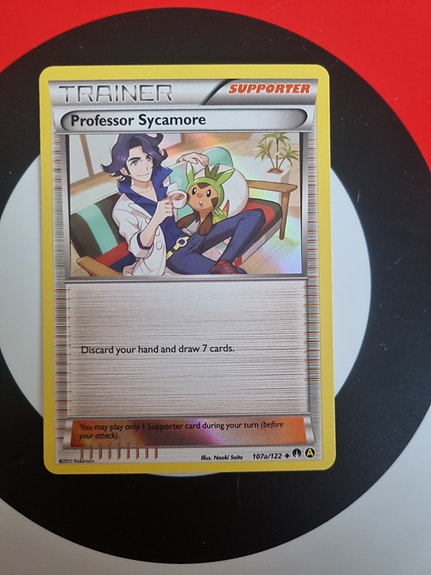 TRAINER
SUPPORTER
Professor Sycamore
Discard your hand and draw 7 cards.
You may play only 1 Supporter card during your turn (before
your attack).
©2017 Pokémon
Illus. Naoki Saito
107a/122
A